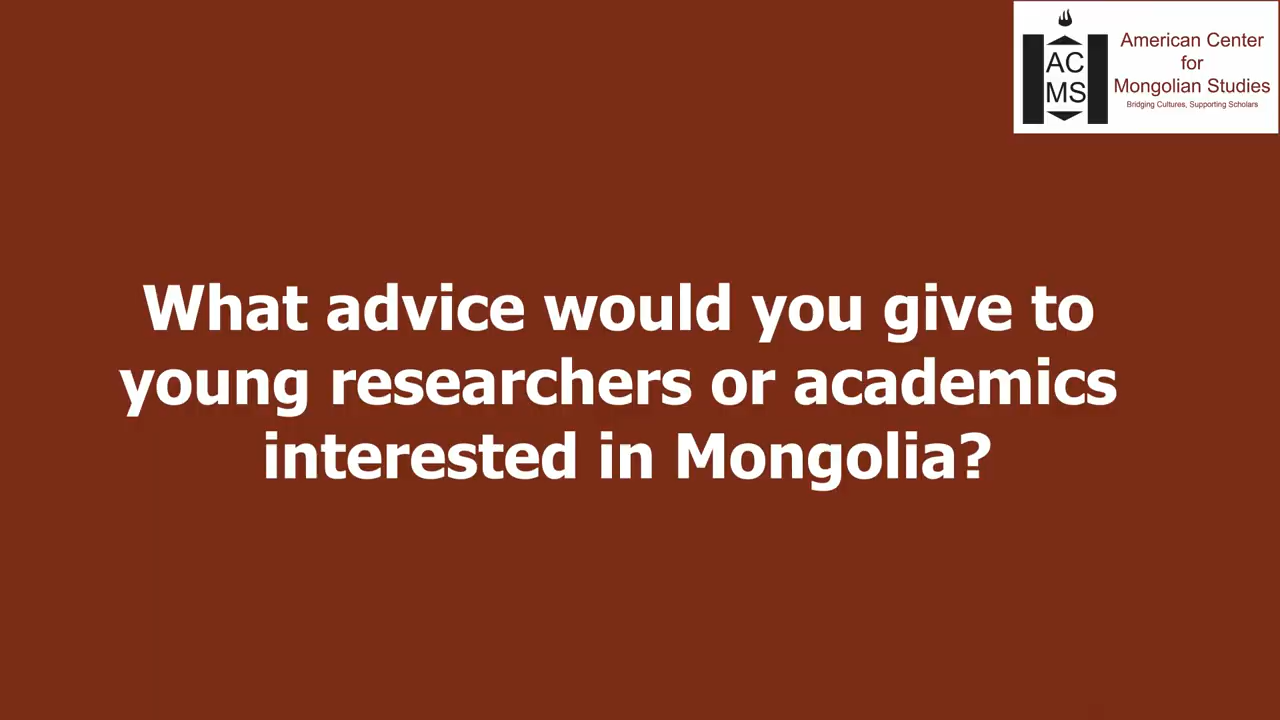 AC
MS
American Center
for
Mongolian Studies
Bridging Cultures, Supporting Scholars
What advice would you give to
young researchers or academics
interested in Mongolia?